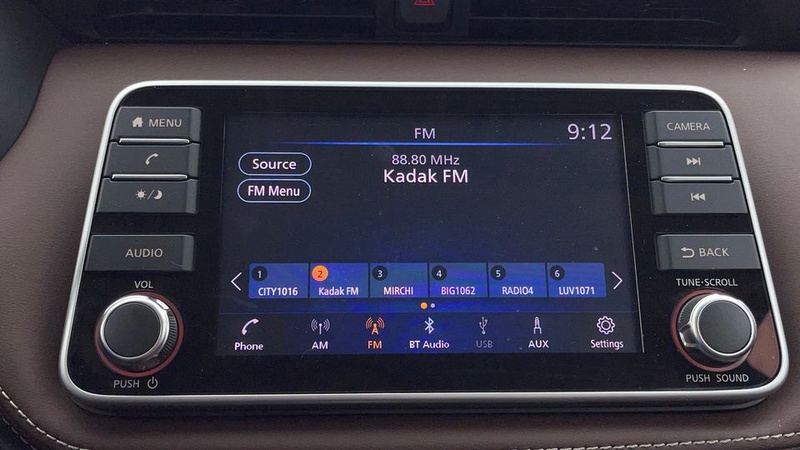 MENU
AUDIO
VOL
PUSH
FM
9:12
Source
88.80 MHz
Kadak FM
FM Menu
1 2 3 4 5 6
CITY1016 Kadak FM MIRCHI BIG1062 RADIO4 LUV1071
Phone AM FM BT Audio USB AUX Settings
CAMERA
BACK
TUNE·SCROLL
PUSH SOUND